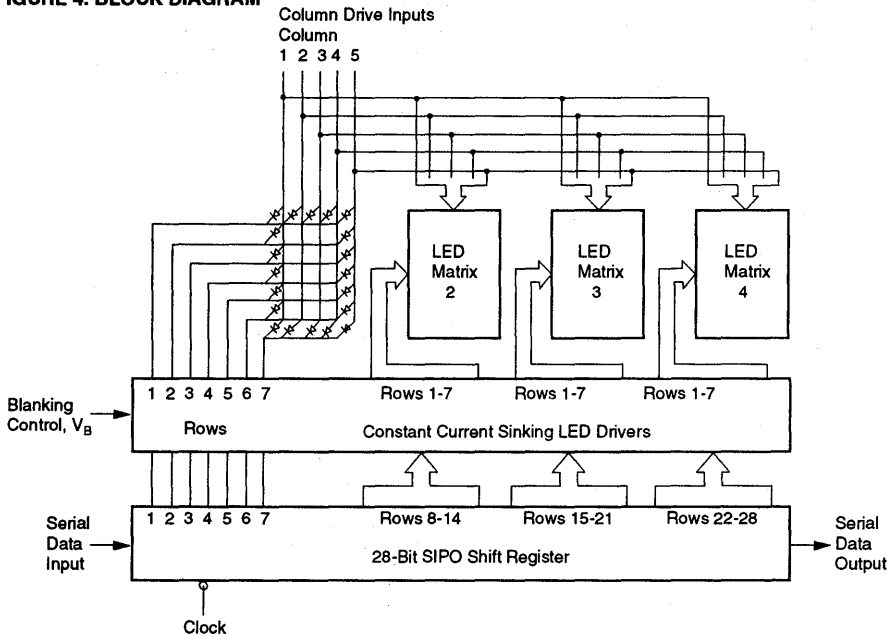 FIGURE 4. BLOCK DIAGRAM
Column Drive Inputs
Column
1 2 3 4 5
LED
Matrix
2
LED
Matrix
3
LED
Matrix
4
1 2 3 4 5 6 7
Rows 1-7
Rows 1-7
Rows 1-7
Blanking
Control, VB
Rows
Constant Current Sinking LED Drivers
1 2 3 4 5 6 7
Rows 8-14
Rows 15-21
Rows 22-28
Serial
Data
Input
28-Bit SIPO Shift Register
Serial
Data
Output
Clock